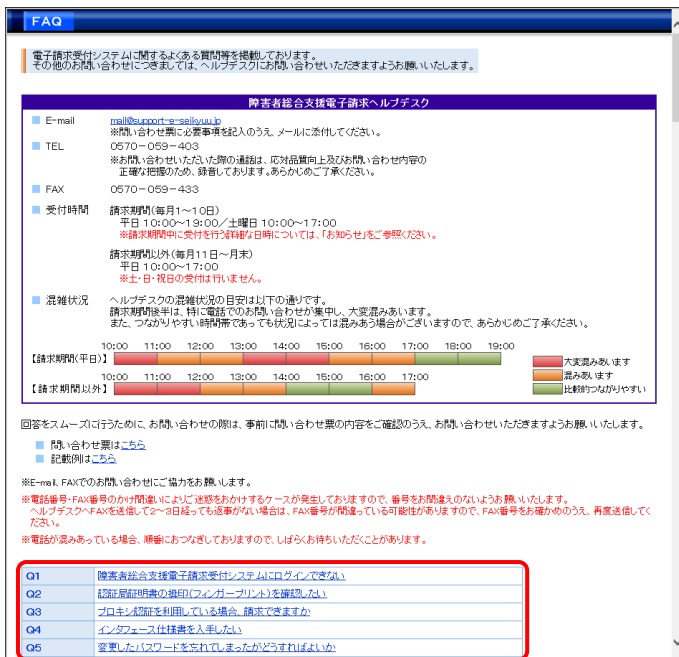 FAQ
電子請求受付システムに関するよくある質問等を掲載しております。
その他のお問い合わせにつきましては、ヘルプデスクにお問い合わせいただきますようお願いいたします。
障害者総合支援電子請求ヘルプデスク
E-mail mail@support-e-seikyuu.jp
※問い合わせ票に必要事項を記入のうえ、メールに添付してください。
TEL 0570-059-403
※お問い合わせいただいた際の通話は、応対品質向上及びお問い合わせ内容の
正確な把握のため、録音しております。あらかじめご了承ください。
FAX 0570-059-433
受付時間 請求期間(毎月1~10日)
平日 10:00~19:00/土曜日 10:00~17:00
※請求期間中に受付を行う詳細な日時については、「お知らせ」をご参照ください。
請求期間以外(毎月11日~月末)
平日 10:00~17:00
※土・日・祝日の受付は行いません。
混雑状況 ヘルプデスクの混雑状況の目安は以下の通りです。
請求期間後半は、特に電話でのお問い合わせが集中し、大変混みあいます。
また、つながりやすい時間帯であっても状況によっては混みあう場合がございますので、あらかじめご了承ください。
10:00 11:00 12:00 13:00 14:00 15:00 16:00 17:00 18:00 19:00
【請求期間(平日)】 大変混みあいます
10:00 11:00 12:00 13:00 14:00 15:00 16:00 17:00 混みあいます
【請求期間以外】 比較的つながりやすい
回答をスムーズに行うために、お問い合わせの際は、事前に問い合わせ票の内容をご確認のうえ、お問い合わせいただきますようお願いいたします。
問い合わせ票はこちら
記載例はこちら
※E-mail、FAXでのお問い合わせにご協力をお願いします。
※電話番号・FAX番号のかけ間違いによりご迷惑をおかけするケースが発生しておりますので、番号をお間違えのないようお願いいたします。
ヘルプデスクへFAXを送信して2~3日経っても返事がない場合は、FAX番号が間違っている可能性がありますので、FAX番号をお確かめのうえ、再度送信してく
ださい。
※電話が混みあっている場合、順番におつなぎしておりますので、しばらくお待ちいただくことがあります。
Q1 障害者総合支援電子請求受付システムにログインできない
Q2 認証局証明書の拇印(フィンガープリント)を確認したい
Q3 プロキシ認証を利用している場合、請求できますか
Q4 インタフェース仕様書を入手したい
Q5 変更したパスワードを忘れてしまったがどうすればよいか